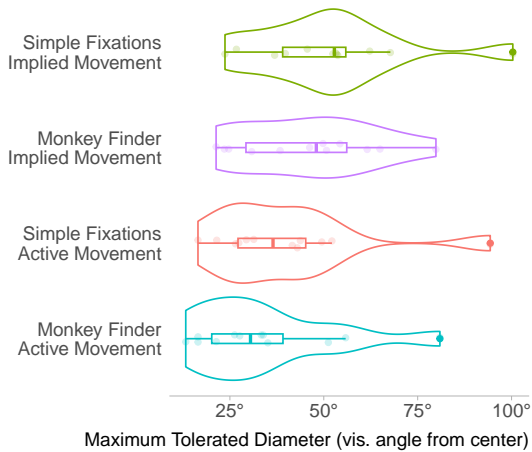 Simple Fixations
Implied Movement
Monkey Finder
Implied Movement
Simple Fixations
Active Movement
Monkey Finder
Active Movement
25° 50° 75° 100°
Maximum Tolerated Diameter (vis. angle from center)